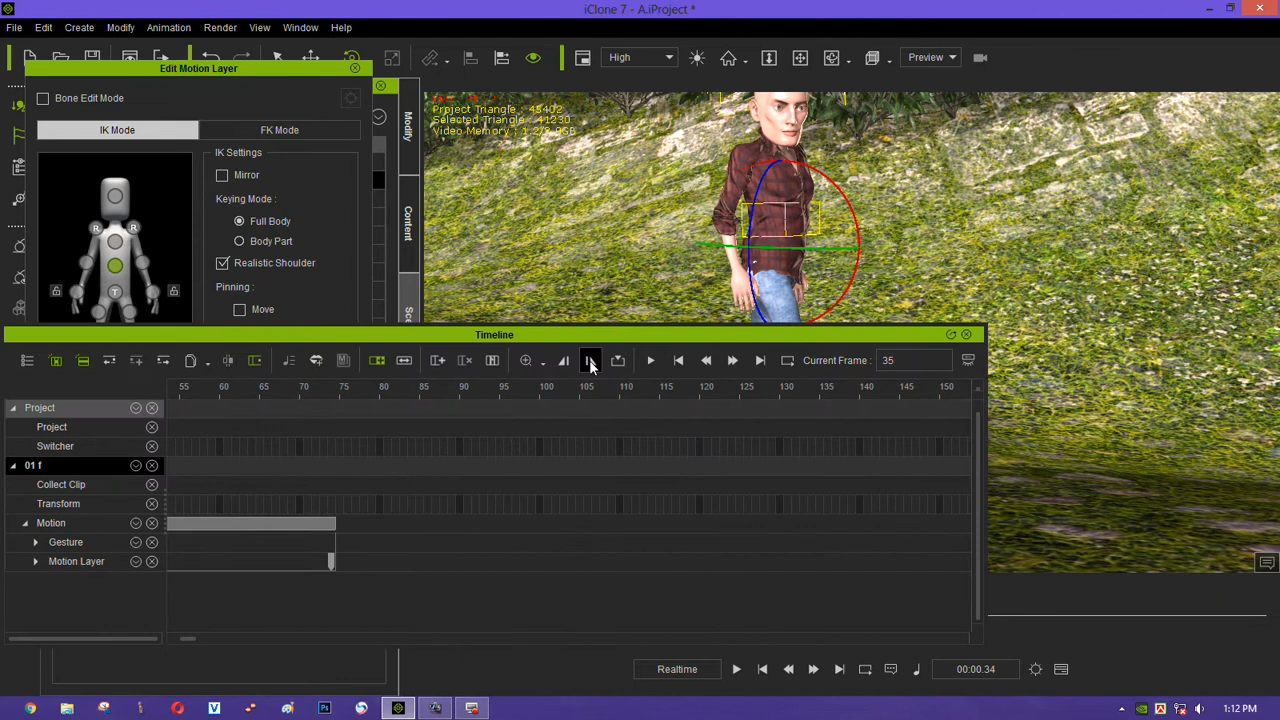 iClone 7 - A.iProject *
File Edit Create Modify Animation Render View Window Help
High Preview
Edit Motion Layer
Bone Edit Mode
IK Mode FK Mode
IK Settings
Mirror
Keying Mode :
Full Body
Body Part
Realistic Shoulder
Pinning :
Move
R R
T
Modify
Content
Project Triangle : 45402
Selected Triangle : 41230
Timeline
Current Frame : 35
55 60 65 70 75 80 85 90 95 100 105 110 115 120 125 130 135 140 145 150
Project
Project
Switcher
01 f
Collect Clip
Transform
Motion
Gesture
Motion Layer
Realtime 00:00.34
Ps
1:12 PM